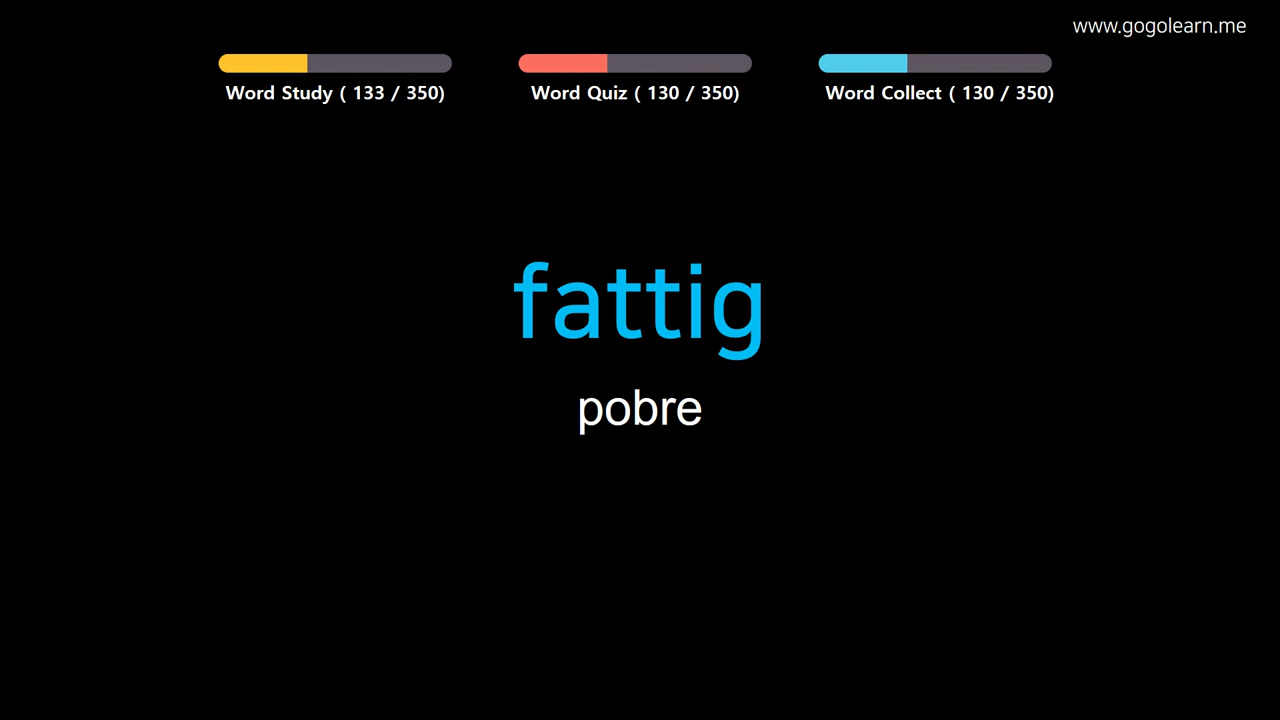 www.gogolearn.me
Word Study ( 133 / 350)
Word Quiz ( 130 / 350)
Word Collect ( 130 / 350)
fattig
pobre